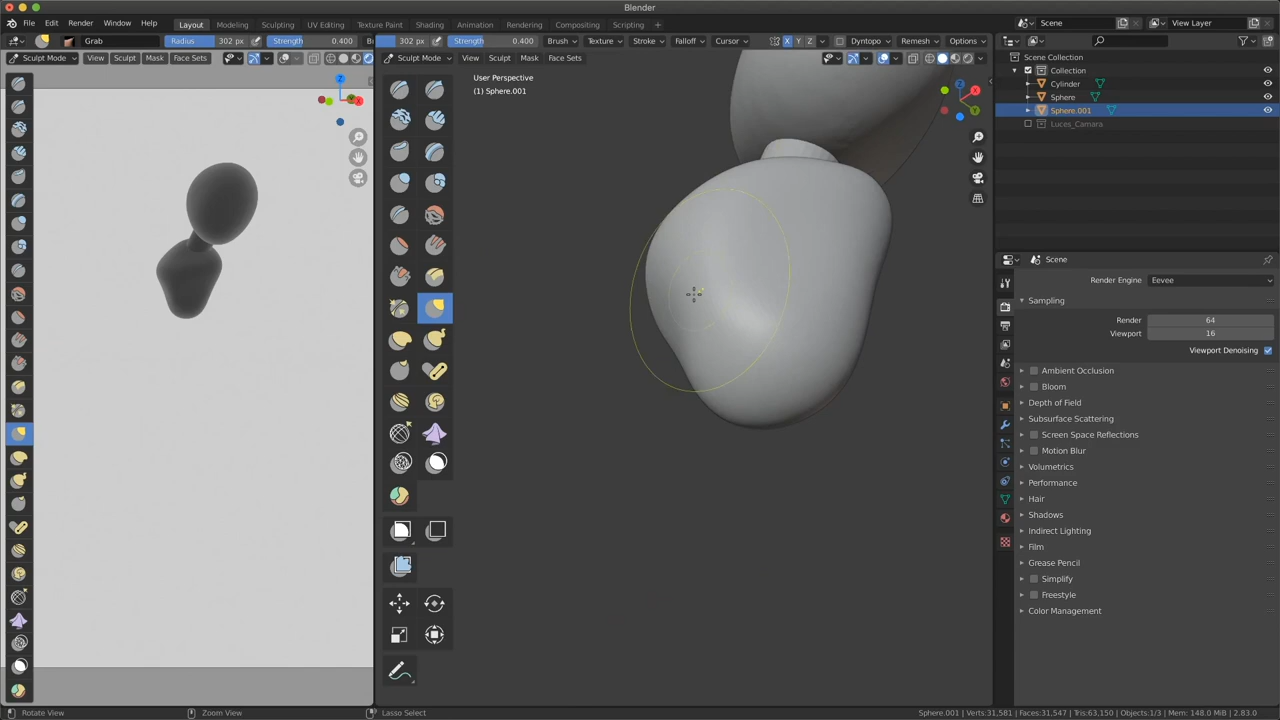 Blender
File Edit Render Window Help
Layout Modeling Sculpting UV Editing Texture Paint Shading Animation Rendering Compositing Scripting
Scene View Layer
Grab Radius 302 px Strength 0.400 Br 302 px Strength 0.400 Brush Texture Stroke Falloff Cursor X Y Z Dyntopo Remesh Options
Sculpt Mode View Sculpt Mask Face Sets
Sculpt Mode View Sculpt Mask Face Sets
User Perspective
(1) Sphere.001
Z
X
X
Y
Scene Collection
Collection
Cylinder
Sphere
Sphere.001
Luces_Camara
Scene
Render Engine Eevee
Sampling
Render 64
Viewport 16
Viewport Denoising
Ambient Occlusion
Bloom
Depth of Field
Subsurface Scattering
Screen Space Reflections
Motion Blur
Volumetrics
Performance
Hair
Shadows
Indirect Lighting
Film
Grease Pencil
Simplify
Freestyle
Color Management
Rotate View Zoom View Lasso Select Sphere.001 | Verts:31,581 | Faces:31,547 | Tris:63,150 | Objects:1/3 | Mem: 148.0 MiB | 2.83.0